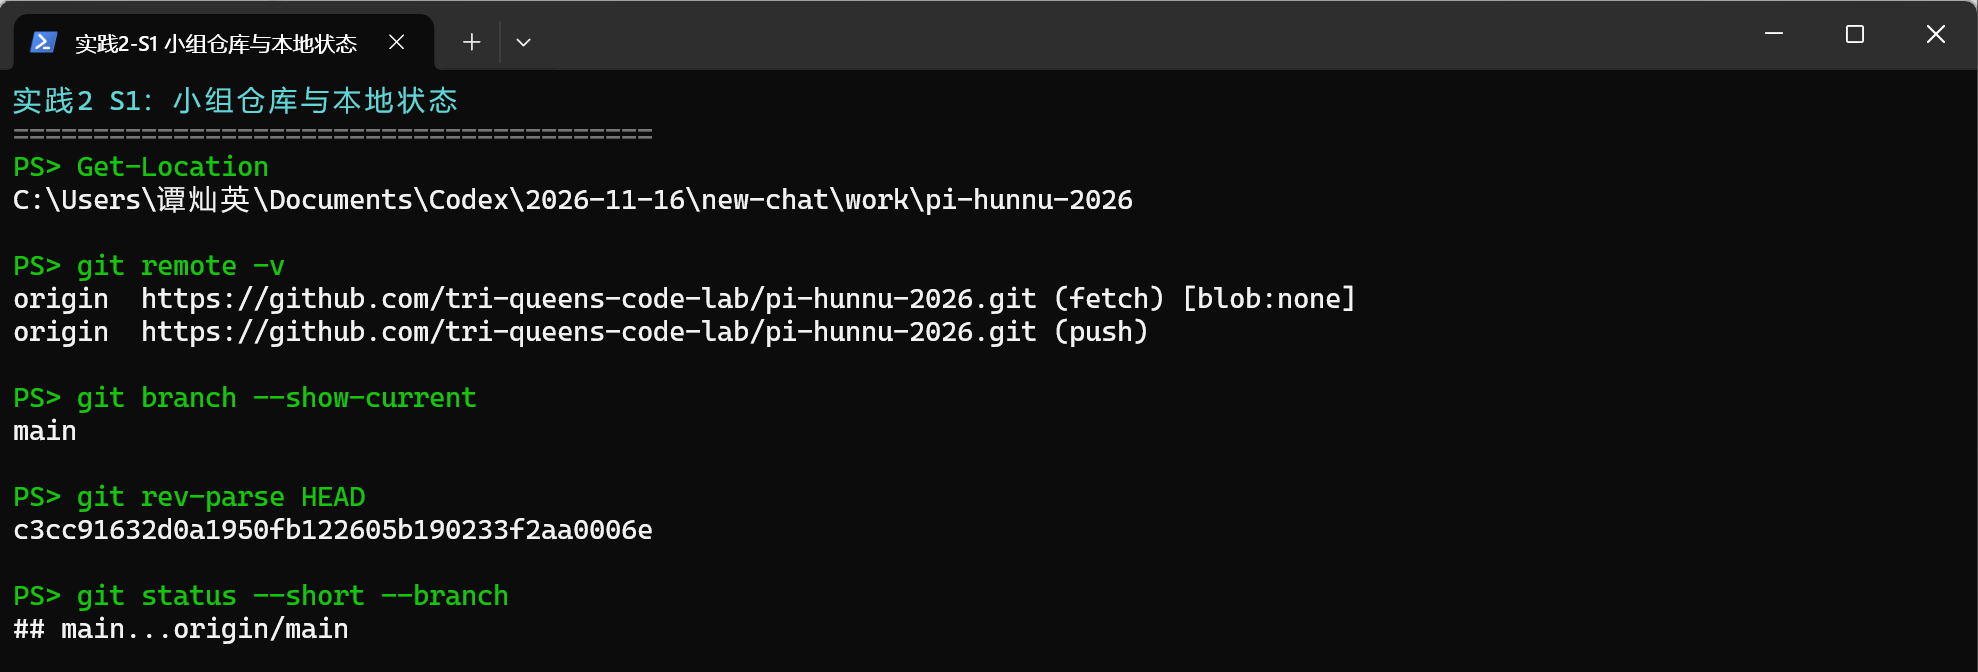 实践2-S1 小组仓库与本地状态
实践2 S1：小组仓库与本地状态
========================================
PS> Get-Location
C:\Users\谭灿英\Documents\Codex\2026-11-16\new-chat\work\pi-hunnu-2026
PS> git remote -v
origin  https://github.com/tri-queens-code-lab/pi-hunnu-2026.git (fetch) [blob:none]
origin  https://github.com/tri-queens-code-lab/pi-hunnu-2026.git (push)
PS> git branch --show-current
main
PS> git rev-parse HEAD
c3cc91632d0a1950fb122605b190233f2aa0006e
PS> git status --short --branch
## main...origin/main